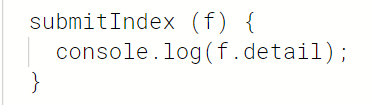 submitIndex (f) {
  console.log(f.detail);
}